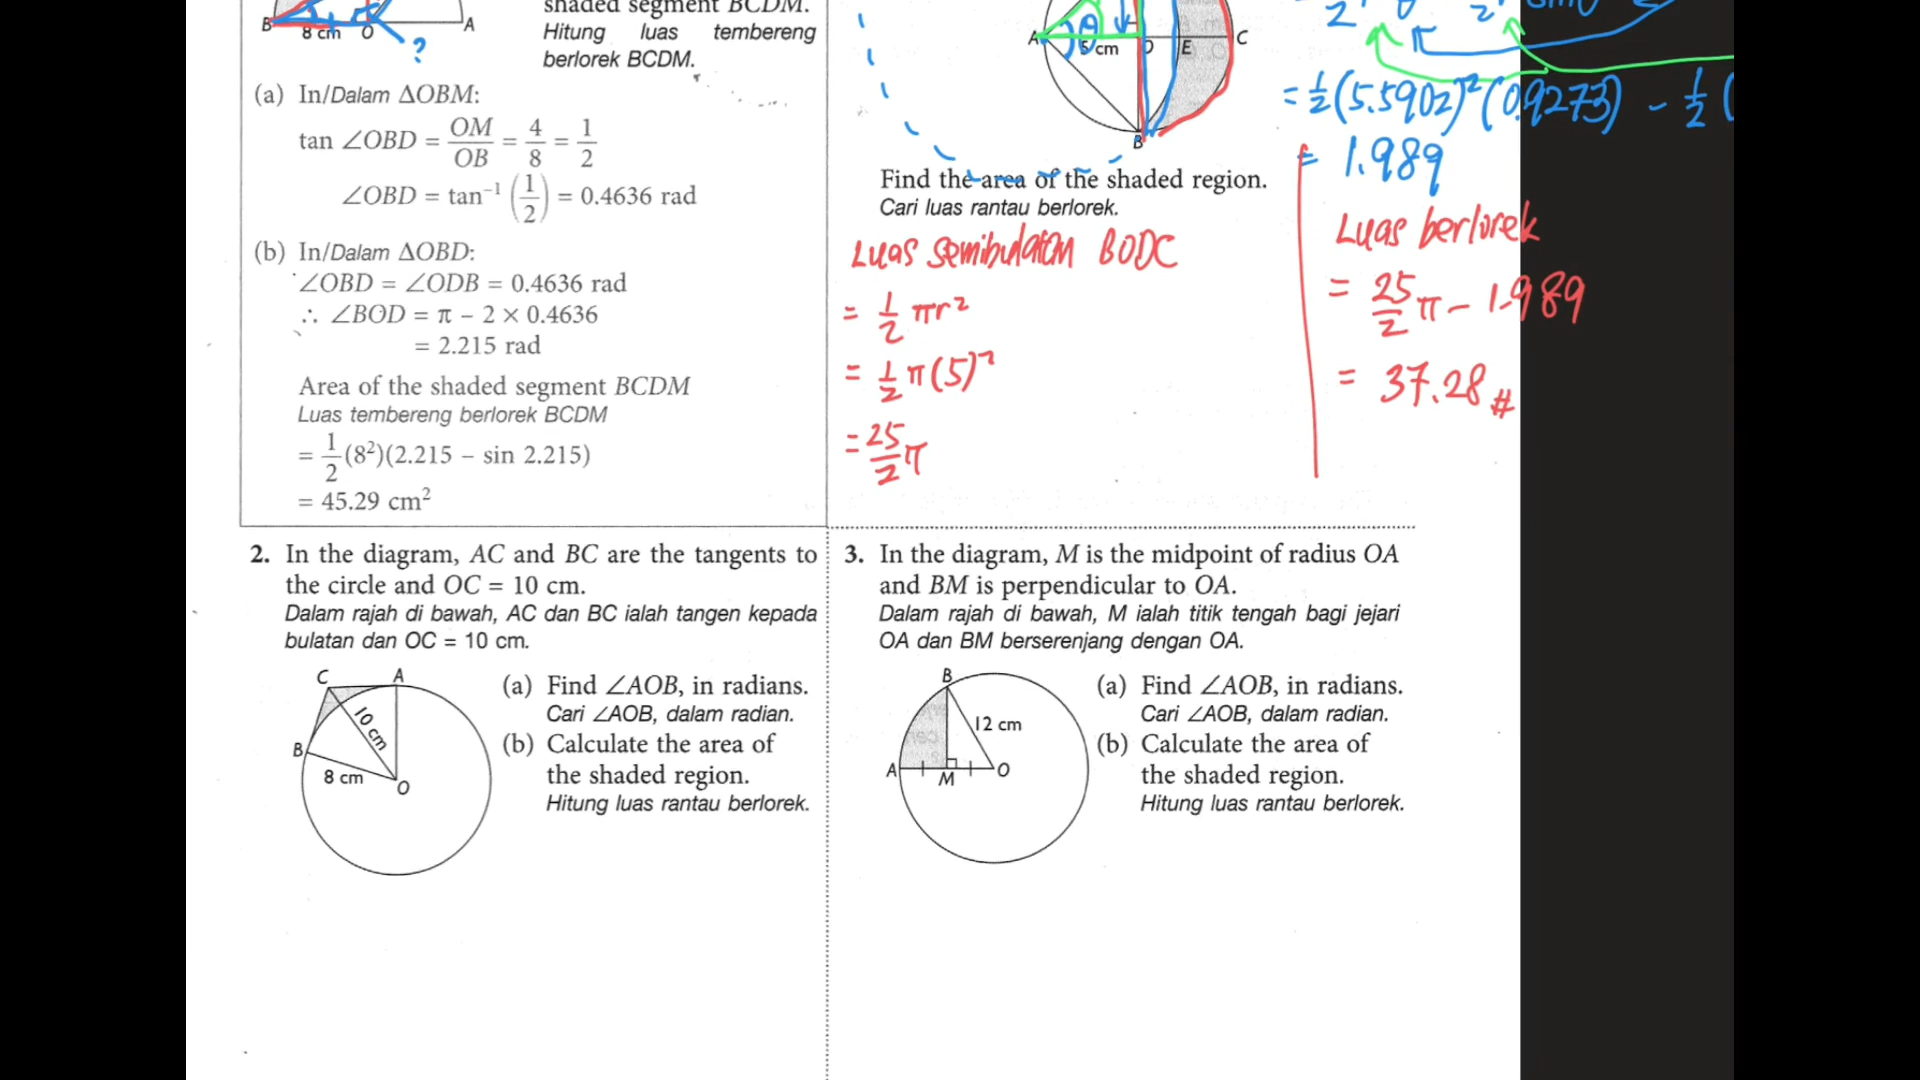 shaded segment BCDM.
Hitung luas tembereng
berlorek BCDM.
B 8 cm O A
?
(a) In/Dalam ΔOBM:
tan ∠OBD = OM/OB = 4/8 = 1/2
∠OBD = tan⁻¹ (1/2) = 0.4636 rad
(b) In/Dalam ΔOBD:
∠OBD = ∠ODB = 0.4636 rad
∴ ∠BOD = π − 2 × 0.4636
= 2.215 rad
Area of the shaded segment BCDM
Luas tembereng berlorek BCDM
= 1/2 (8²)(2.215 − sin 2.215)
= 45.29 cm²
A θ 5 cm E C
B
Find the area of the shaded region.
Cari luas rantau berlorek.
Luas semibulatan BODC
= 1/2 πr²
= 1/2 π(5)²
= 25/2 π
= 1/2 (5.5902)² (0.9273) − 1/2 (
= 1.989
Luas berlorek
= 25/2 π − 1.989
= 37.28 #
2. In the diagram, AC and BC are the tangents to
the circle and OC = 10 cm.
Dalam rajah di bawah, AC dan BC ialah tangen kepada
bulatan dan OC = 10 cm.
C A
10 cm
B
8 cm
O
(a) Find ∠AOB, in radians.
Cari ∠AOB, dalam radian.
(b) Calculate the area of
the shaded region.
Hitung luas rantau berlorek.
3. In the diagram, M is the midpoint of radius OA
and BM is perpendicular to OA.
Dalam rajah di bawah, M ialah titik tengah bagi jejari
OA dan BM berserenjang dengan OA.
B
12 cm
A M O
(a) Find ∠AOB, in radians.
Cari ∠AOB, dalam radian.
(b) Calculate the area of
the shaded region.
Hitung luas rantau berlorek.